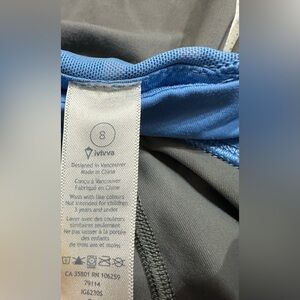 8
ivivva
Designed in Vancouver
Made in China
Conçu à Vancouver
Fabriqué en Chine
Wash with like colours
Not intended for children
3 years and under
Laver avec des couleurs
similaires seulement
Ne pas laisser à la portée
des enfants
de trois ans et moins
CA 35801 RN 106259
79114
IG6230S